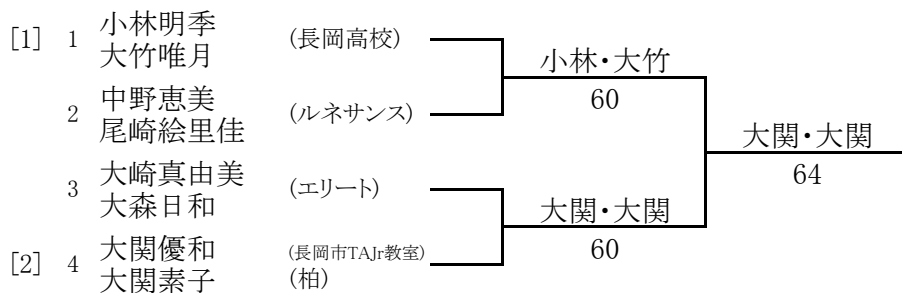 [1] 1 小林明季
大竹唯月 (長岡高校)
小林・大竹
60
2 中野恵美
尾崎絵里佳 (ルネサンス)
大関・大関
64
3 大崎真由美
大森日和 (エリート)
大関・大関
60
[2] 4 大関優和 (長岡市TAJr教室)
大関素子 (柏)